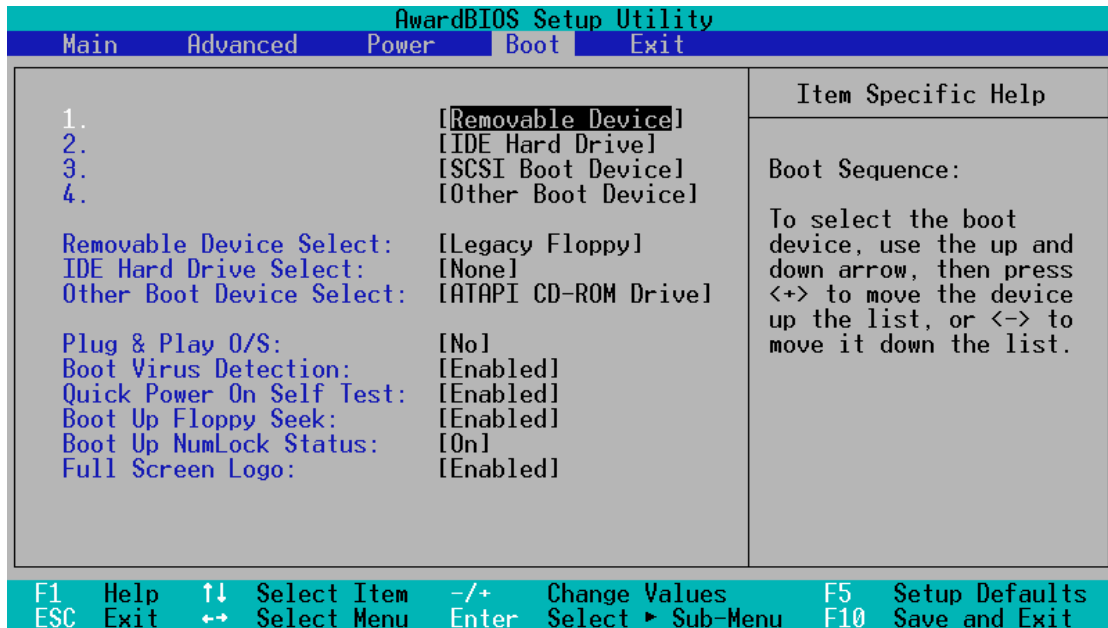 AwardBIOS Setup Utility
Main Advanced Power Boot Exit
1. [Removable Device]
2. [IDE Hard Drive]
3. [SCSI Boot Device]
4. [Other Boot Device]
Removable Device Select: [Legacy Floppy]
IDE Hard Drive Select: [None]
Other Boot Device Select: [ATAPI CD-ROM Drive]
Plug & Play O/S: [No]
Boot Virus Detection: [Enabled]
Quick Power On Self Test: [Enabled]
Boot Up Floppy Seek: [Enabled]
Boot Up NumLock Status: [On]
Full Screen Logo: [Enabled]
Item Specific Help
Boot Sequence:
To select the boot
device, use the up and
down arrow, then press
<+> to move the device
up the list, or <-> to
move it down the list.
F1 Help ↑↓ Select Item -/+ Change Values F5 Setup Defaults
ESC Exit ←→ Select Menu Enter Select ► Sub-Menu F10 Save and Exit